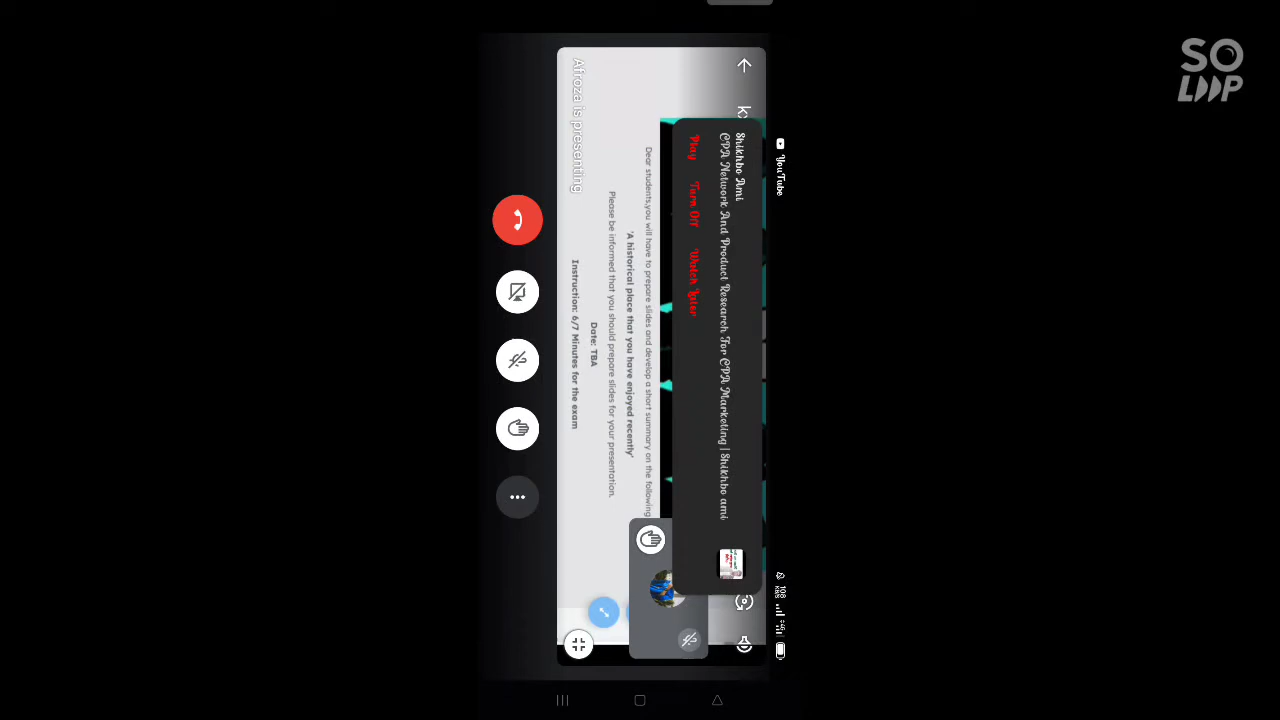 YouTube
Shikhbo Ami
CPA Network And Product Research For CPA Marketing | Shikhbo ami
Play Turn Off Watch Later
Dear students,you will have to prepare slides and develop a short summary on the following
'A historical place that you have enjoyed recently'
Please be informed that you should prepare slides for your presentation.
Date: TBA
Instruction: 6/7 Minutes for the exam
Afroze is presenting
SO
LOOP